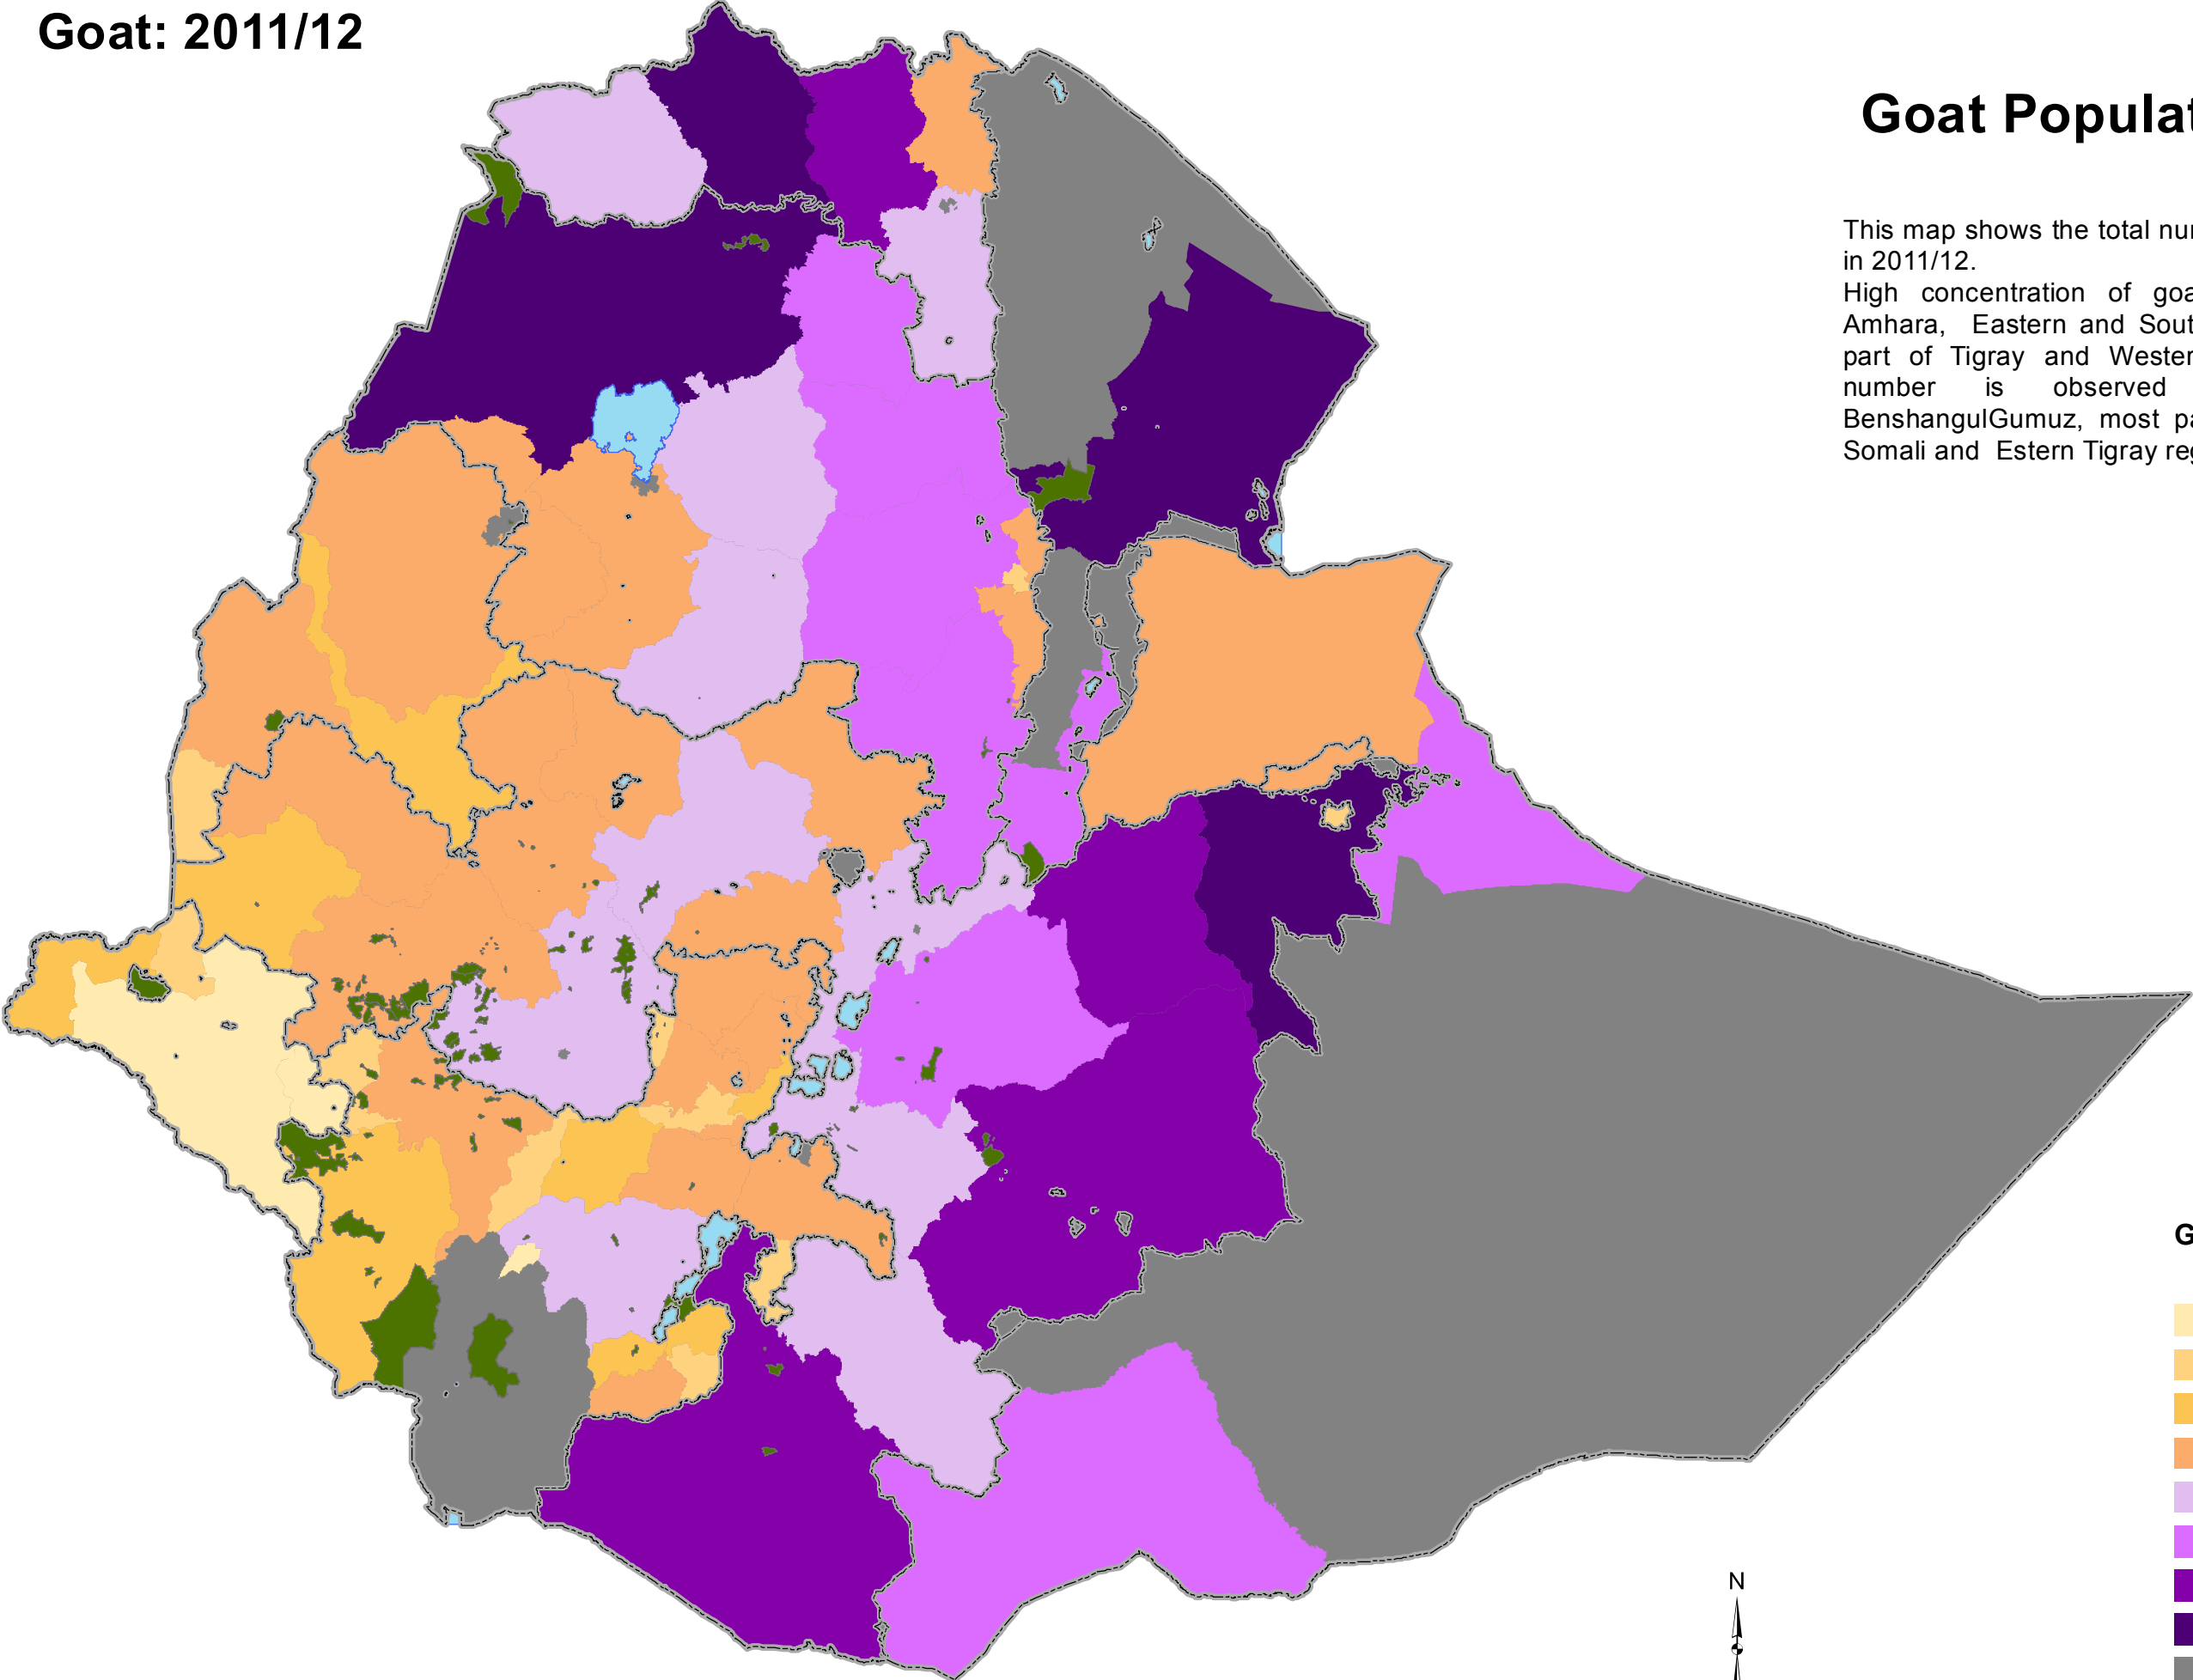 Goat: 2011/12
Goat Populat
This map shows the total nu
in 2011/12.
High concentration of goa
Amhara, Eastern and Sout
part of Tigray and Wester
number is observed
BenshangulGumuz, most pa
Somali and Estern Tigray re
G
N